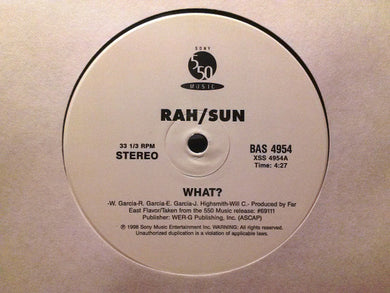 SONY
550
MUSIC
RAH/SUN
33 1/3 RPM
STEREO
BAS 4954
XSS 4954A
Time: 4:27
WHAT?
-W. Garcia-R. Garcia-E. Garcia-J. Highsmith-Will C.- Produced by Far
East Flavor/Taken from the 550 Music release: #69111
Publisher: WER-G Publishing, Inc. (ASCAP)
℗ 1998 Sony Music Entertainment Inc. WARNING: All rights reserved.
Unauthorized duplication is a violation of applicable laws.